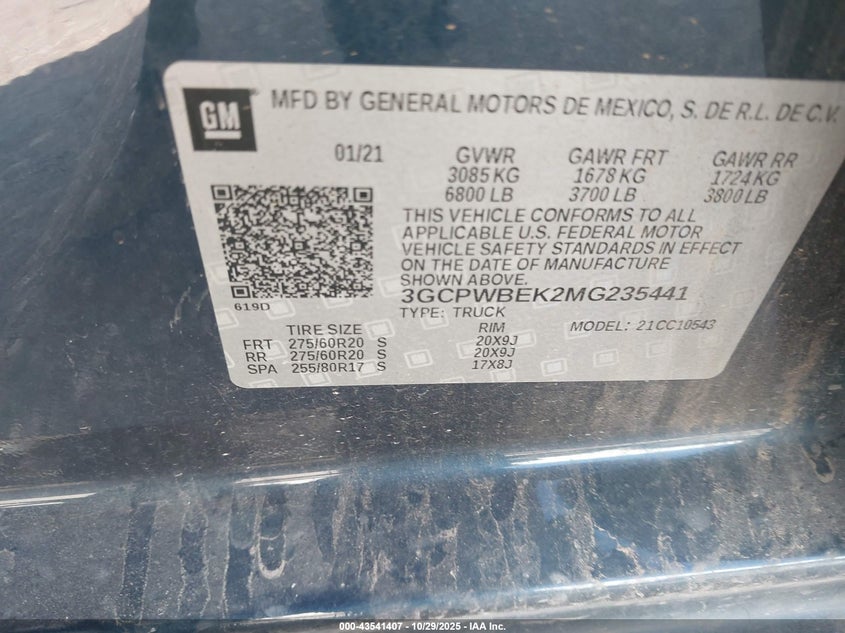 GM
MFD BY GENERAL MOTORS DE MEXICO, S. DE R.L. DE C.V.
01/21 GVWR GAWR FRT GAWR RR
3085 KG 1678 KG 1724 KG
6800 LB 3700 LB 3800 LB
THIS VEHICLE CONFORMS TO ALL
APPLICABLE U.S. FEDERAL MOTOR
VEHICLE SAFETY STANDARDS IN EFFECT
ON THE DATE OF MANUFACTURE
SHOWN ABOVE.
619D
3GCPWBEK2MG235441
TYPE: TRUCK MODEL: 21CC10543
TIRE SIZE RIM
FRT 275/60R20 S 20X9J
RR 275/60R20 S 20X9J
SPA 255/80R17 S 17X8J
000-43541407 - 10/29/2025 - IAA Inc.